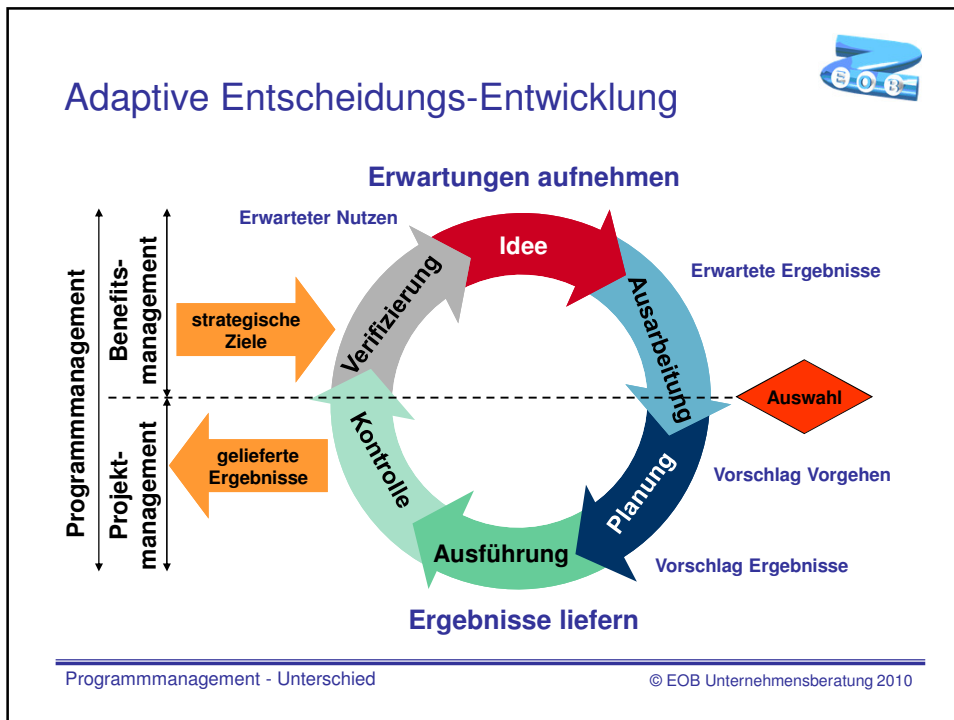 Adaptive Entscheidungs-Entwicklung
EOB
Erwartungen aufnehmen
Erwarteter Nutzen
Idee
Erwartete Ergebnisse
Verifizierung
Ausarbeitung
Programmmanagement
Benefits-
management
strategische
Ziele
Auswahl
Projekt-
management
gelieferte
Ergebnisse
Kontrolle
Planung
Vorschlag Vorgehen
Ausführung
Vorschlag Ergebnisse
Ergebnisse liefern
Programmmanagement - Unterschied
© EOB Unternehmensberatung 2010